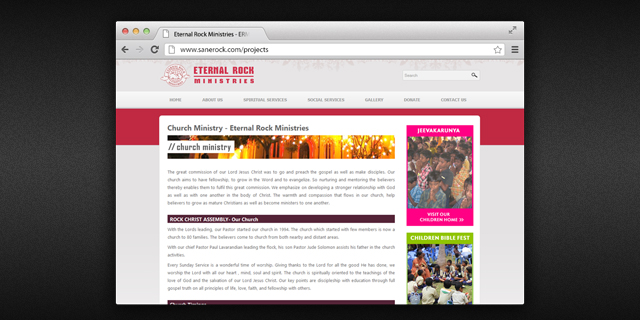 Eternal Rock Ministries - ER
www.sanerock.com/projects
ETERNAL ROCK
MINISTRIES
Search
HOME ABOUT US SPIRITUAL SERVICES SOCIAL SERVICES GALLERY DONATE CONTACT US
Church Ministry - Eternal Rock Ministries
// church ministry
The great commission of our Lord Jesus Christ was to go and preach the gospel as well as make disciples. Our
church aims to have fellowship, to grow in the Word and to evangelize. So nurturing and mentoring the believers
thereby enables them to fulfil this great commission. We emphasize on developing a stronger relationship with God
as well as with one another in the body of Christ. The warmth and compassion that flows in our church, help
believers to grow as mature Christians as well as become ministers to one another.
ROCK CHRIST ASSEMBLY- Our Church
With the Lords leading, our Pastor started our church in 1994. The church which started with few members is now a
church to 80 families. The believers come to church from both nearby and distant areas.
With our chief Pastor Paul Lawrandian leading the flock, his son Pastor Jude Solomon assists his father in the church
activities.
Every Sunday Service is a wonderful time of worship. Giving thanks to the Lord for all the good He has done, we
worship the Lord with all our heart , mind, soul and spirit. The church is spiritually oriented to the teachings of the
love of God and the salvation of our Lord Jesus Christ. Our key points are discipleship with education through full
gospel truth on all principles of life, love, faith, and fellowship with others.
Church Timings
JEEVAKARUNYA
VISIT OUR
CHILDREN HOME
CHILDREN BIBLE FEST